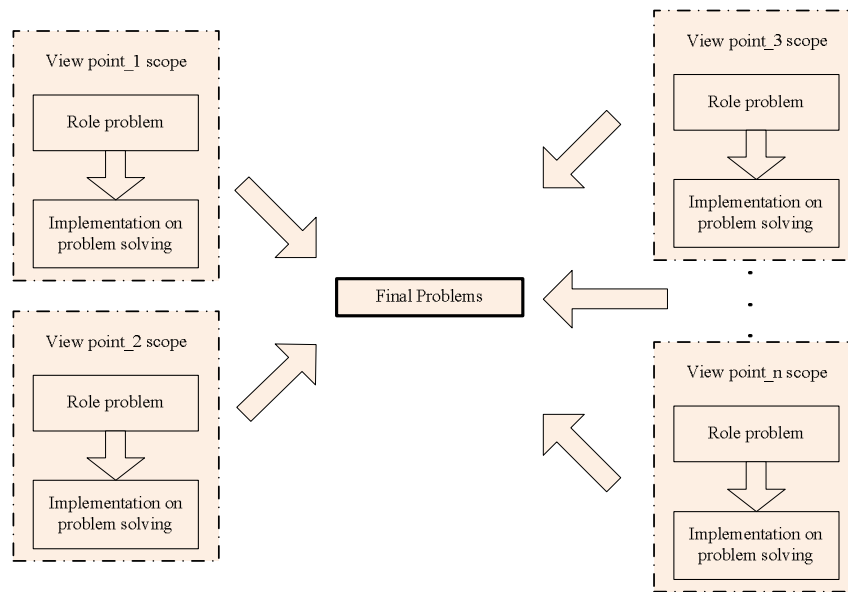 View point_1 scope
Role problem
Implementation on
problem solving
View point_2 scope
Role problem
Implementation on
problem solving
Final Problems
View point_3 scope
Role problem
Implementation on
problem solving
View point_n scope
Role problem
Implementation on
problem solving